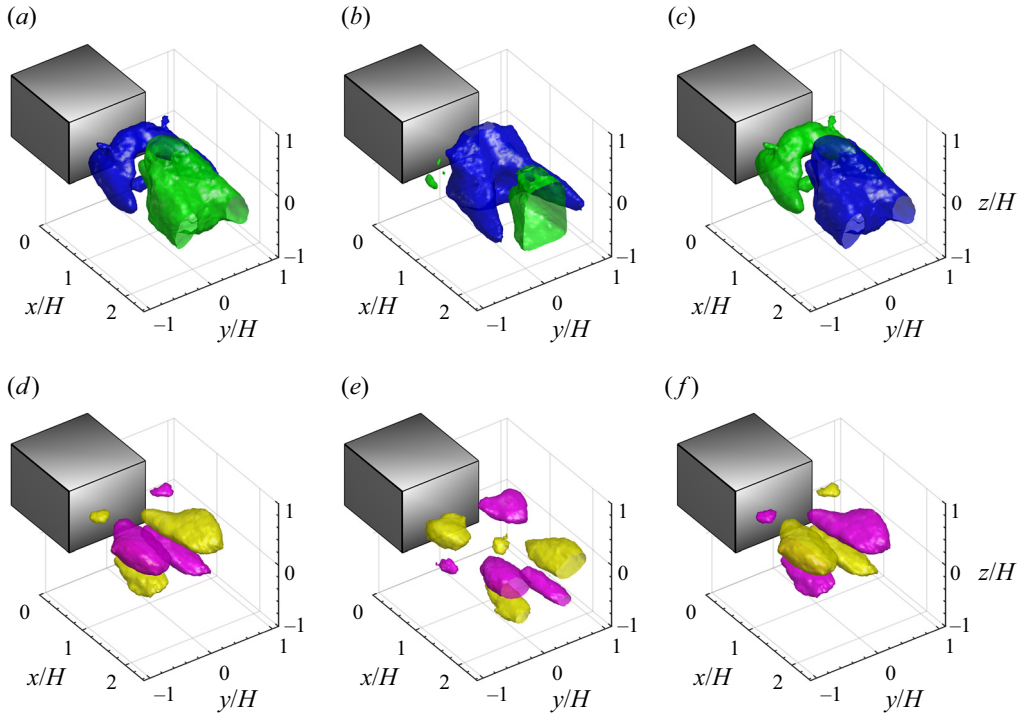 (a) (b) (c)
1 1 1
0 0 0 z/H
0 –1 0 –1 0 –1
1 1 1 1 1 1
x/H 2 0 x/H 2 0 x/H 2 0
–1 y/H –1 y/H –1 y/H
(d) (e) (f)
1 1 1
0 0 0 z/H
0 –1 0 –1 0 –1
1 1 1 1 1 1
x/H 2 0 x/H 2 0 x/H 2 0
–1 y/H –1 y/H –1 y/H